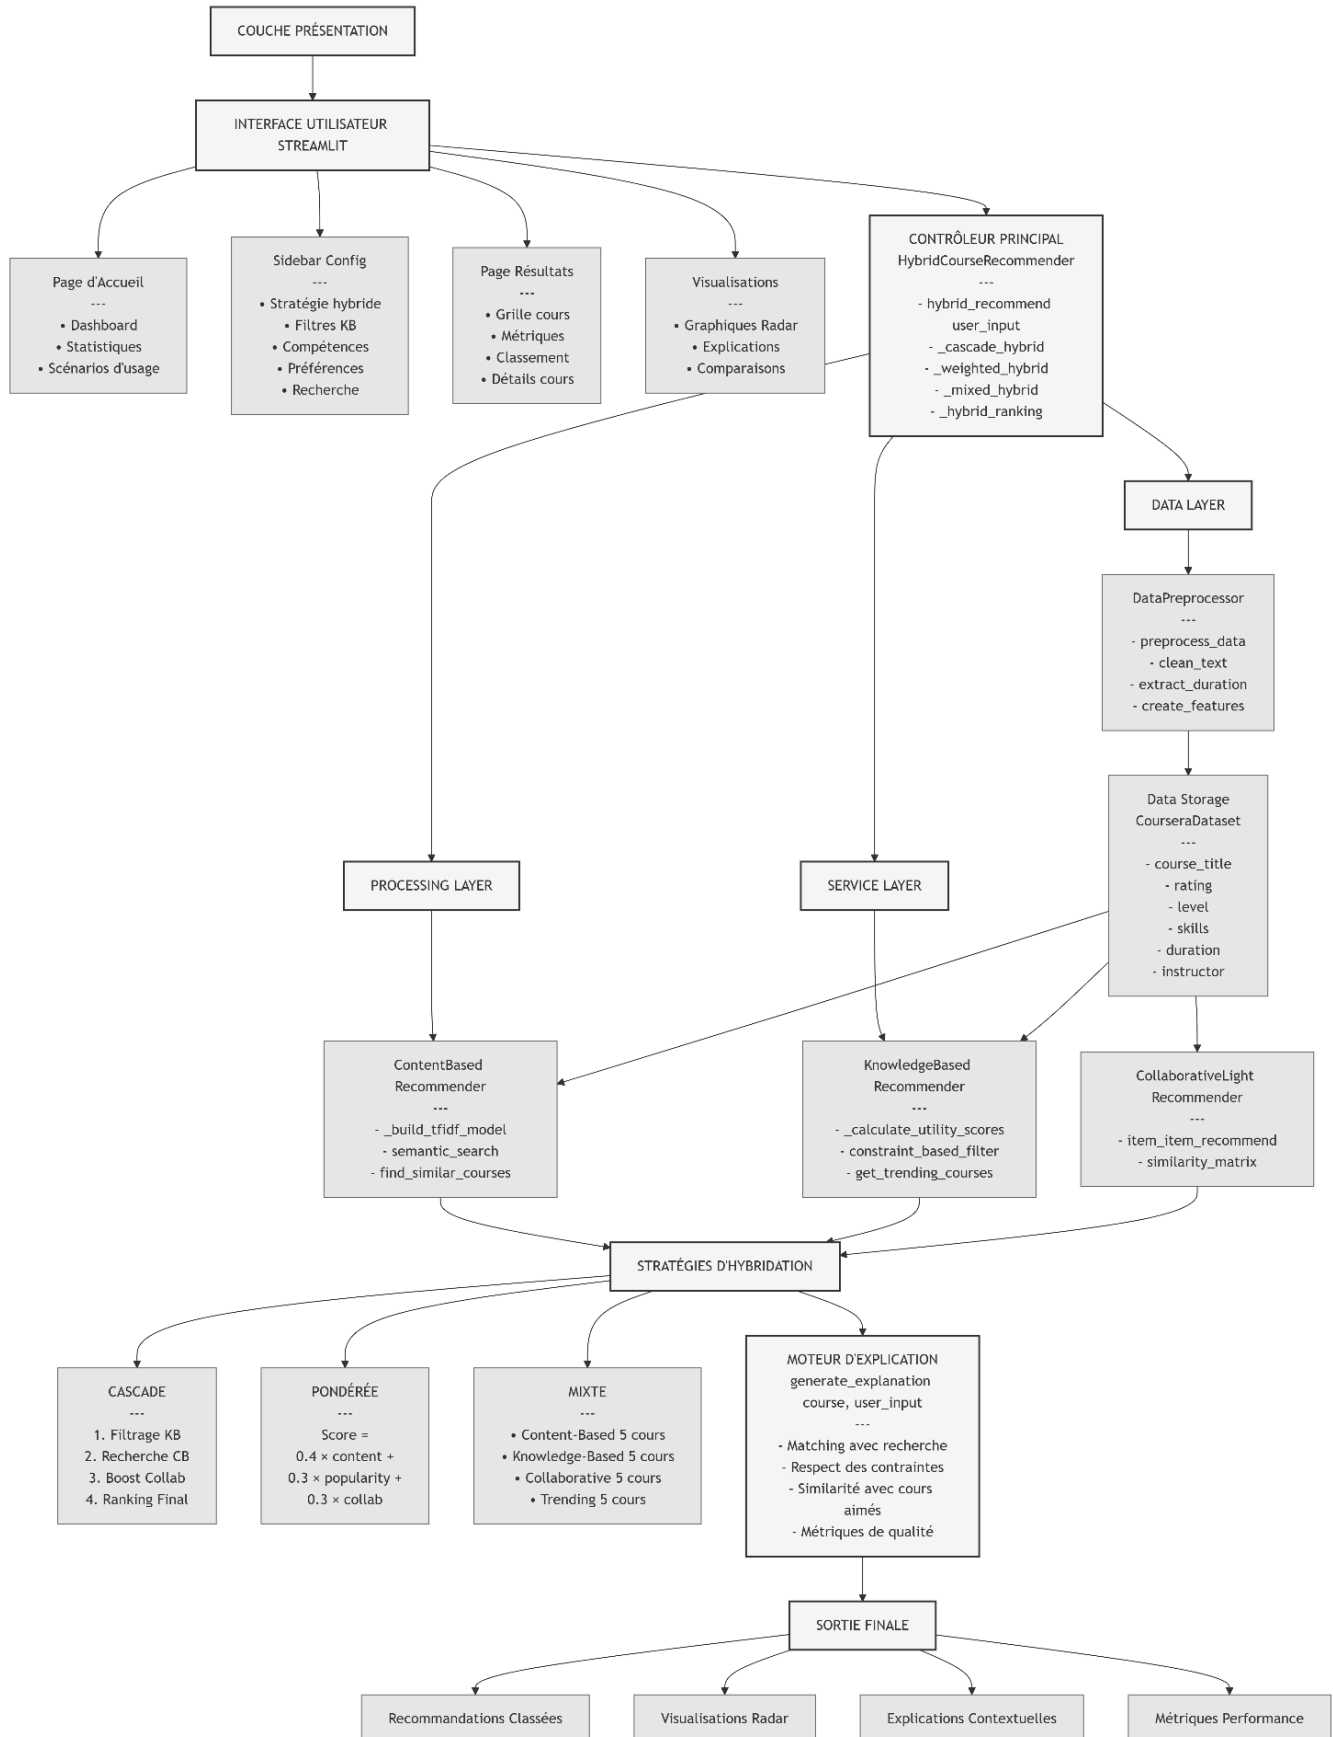 COUCHE PRÉSENTATION
INTERFACE UTILISATEUR
STREAMLIT
Page d'Accueil
---
• Dashboard
• Statistiques
• Scénarios d'usage
Sidebar Config
---
• Stratégie hybride
• Filtres KB
• Compétences
• Préférences
• Recherche
Page Résultats
---
• Grille cours
• Métriques
• Classement
• Détails cours
Visualisations
---
• Graphiques Radar
• Explications
• Comparaisons
CONTRÔLEUR PRINCIPAL
HybridCourseRecommender
---
- hybrid_recommend
user_input
- _cascade_hybrid
- _weighted_hybrid
- _mixed_hybrid
- _hybrid_ranking
DATA LAYER
DataPreprocessor
---
- preprocess_data
- clean_text
- extract_duration
- create_features
Data Storage
CourseraDataset
---
- course_title
- rating
- level
- skills
- duration
- instructor
PROCESSING LAYER
SERVICE LAYER
ContentBased
Recommender
---
- _build_tfidf_model
- semantic_search
- find_similar_courses
KnowledgeBased
Recommender
---
- _calculate_utility_scores
- constraint_based_filter
- get_trending_courses
CollaborativeLight
Recommender
---
- item_item_recommend
- similarity_matrix
STRATÉGIES D'HYBRIDATION
CASCADE
---
1. Filtrage KB
2. Recherche CB
3. Boost Collab
4. Ranking Final
PONDÉRÉE
---
Score =
0.4 × content +
0.3 × popularity +
0.3 × collab
MIXTE
---
• Content-Based 5 cours
• Knowledge-Based 5 cours
• Collaborative 5 cours
• Trending 5 cours
MOTEUR D'EXPLICATION
generate_explanation
course, user_input
---
- Matching avec recherche
- Respect des contraintes
- Similarité avec cours
aimés
- Métriques de qualité
SORTIE FINALE
Recommandations Classées
Visualisations Radar
Explications Contextuelles
Métriques Performance